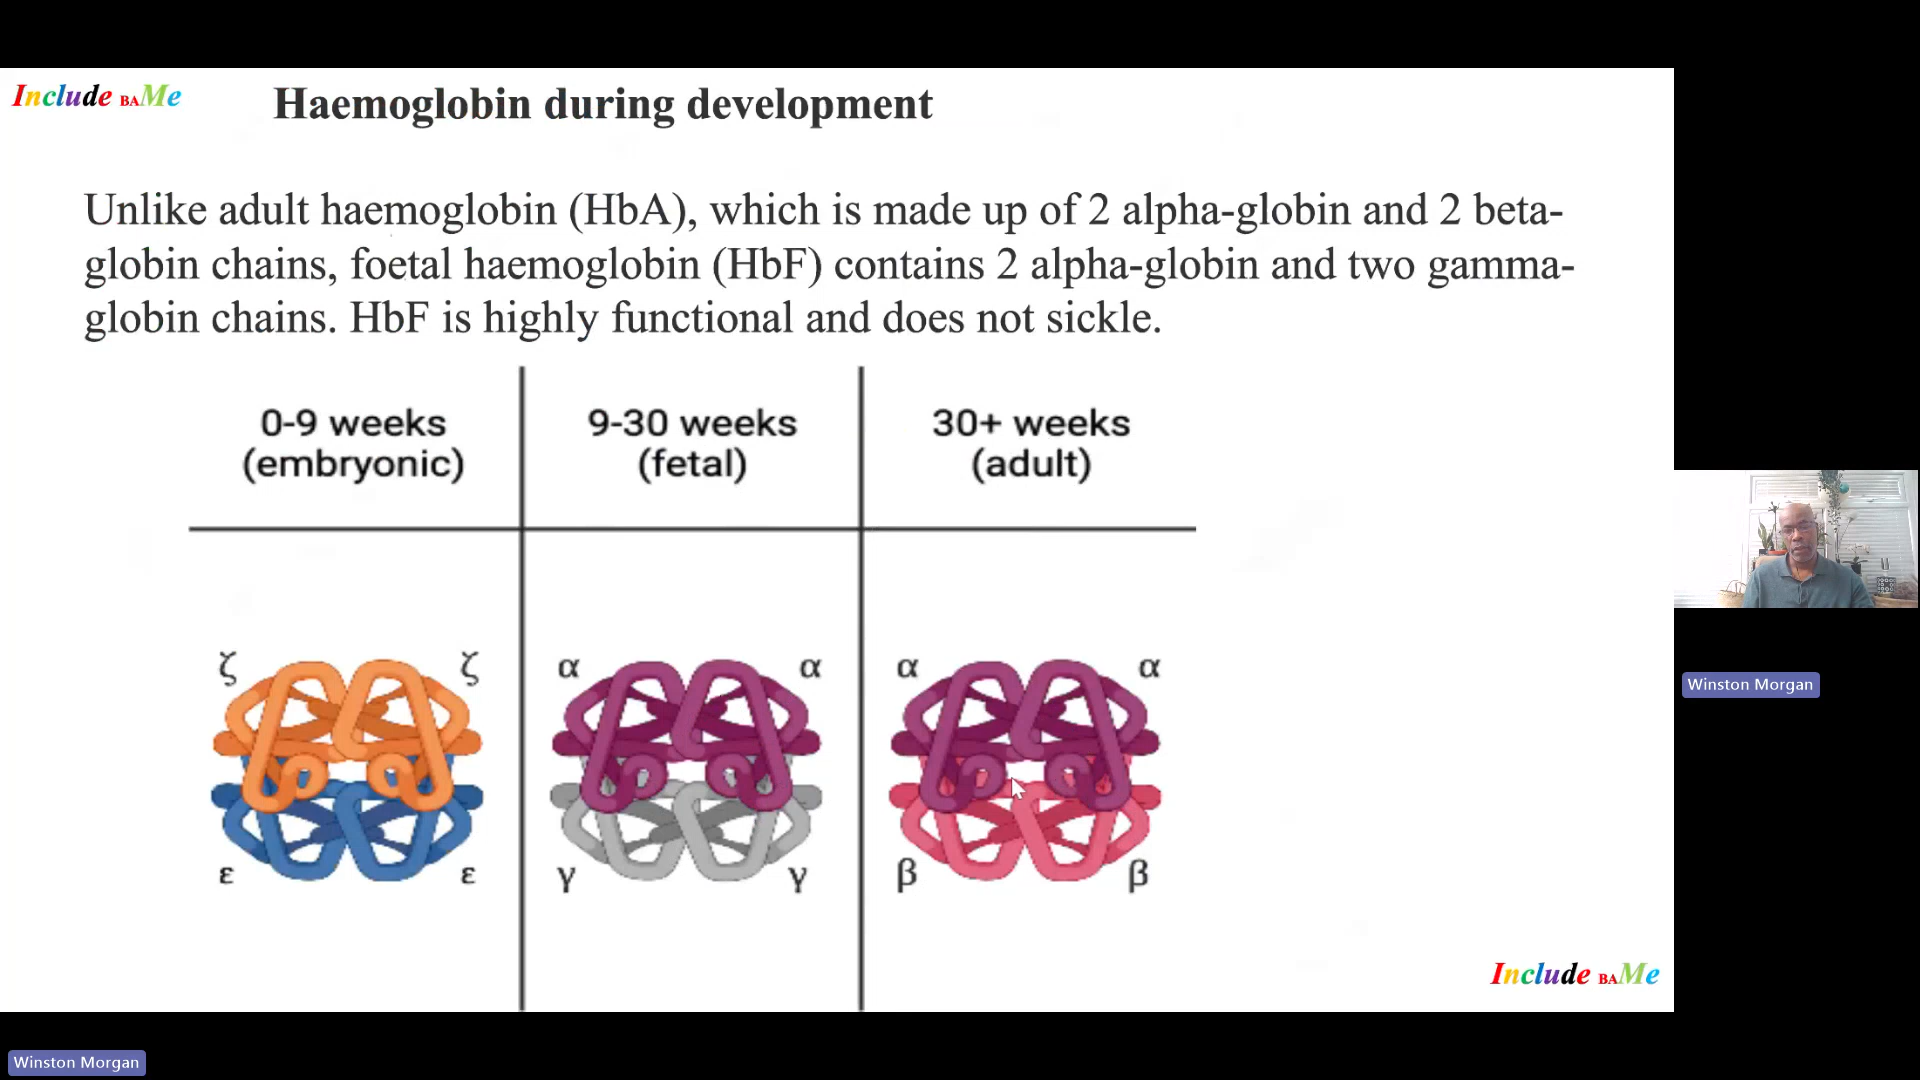 Include BAMe
Haemoglobin during development
Unlike adult haemoglobin (HbA), which is made up of 2 alpha-globin and 2 beta-
globin chains, foetal haemoglobin (HbF) contains 2 alpha-globin and two gamma-
globin chains. HbF is highly functional and does not sickle.
0-9 weeks
(embryonic)
9-30 weeks
(fetal)
30+ weeks
(adult)
ζ ζ
ε ε
α α
γ γ
α α
β β
Include BAMe
Winston Morgan
Winston Morgan